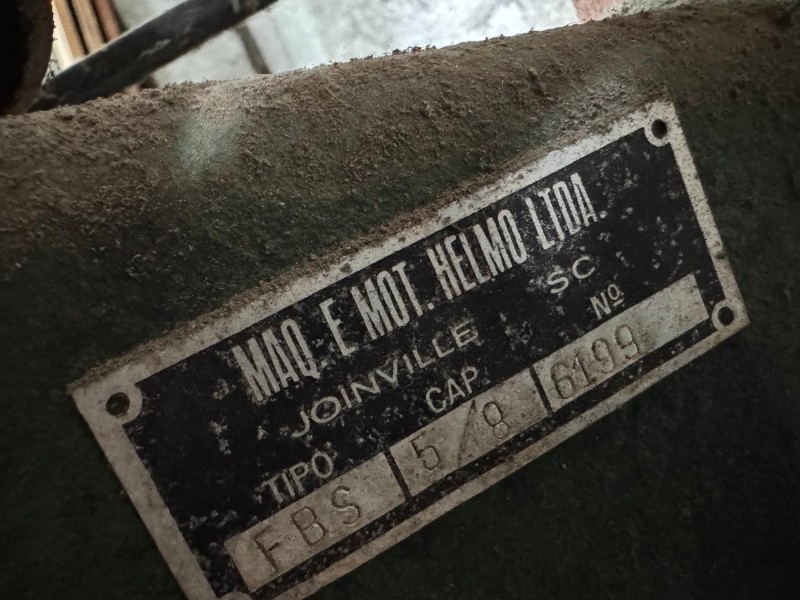 MAQ. E MOT. HELMO LTDA.
JOINVILLE SC
TIPO CAP. Nº
FBS 5/8 6199